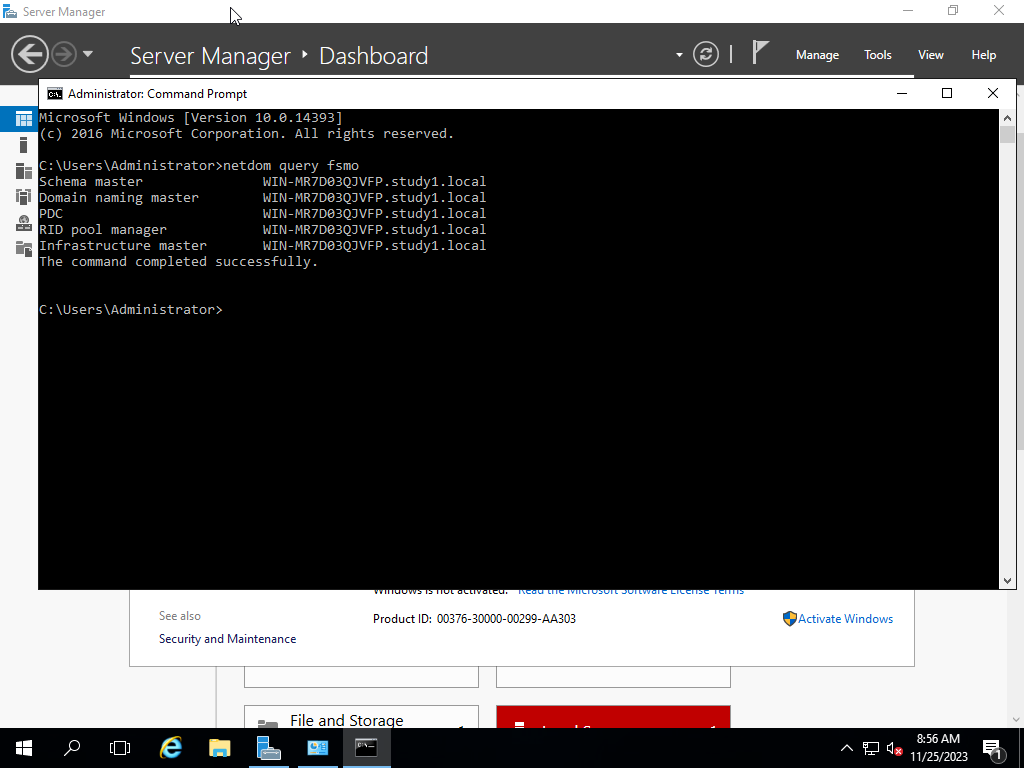 Server Manager
Server Manager Dashboard
Manage Tools View Help
Administrator: Command Prompt
Microsoft Windows [Version 10.0.14393]
(c) 2016 Microsoft Corporation. All rights reserved.
C:\Users\Administrator>netdom query fsmo
Schema master WIN-MR7D03QJVFP.study1.local
Domain naming master WIN-MR7D03QJVFP.study1.local
PDC WIN-MR7D03QJVFP.study1.local
RID pool manager WIN-MR7D03QJVFP.study1.local
Infrastructure master WIN-MR7D03QJVFP.study1.local
The command completed successfully.
C:\Users\Administrator>
Windows is not activated. Read the Microsoft Software License Terms
See also
Product ID: 00376-30000-00299-AA303
Activate Windows
Security and Maintenance
File and Storage
8:56 AM
11/25/2023
1